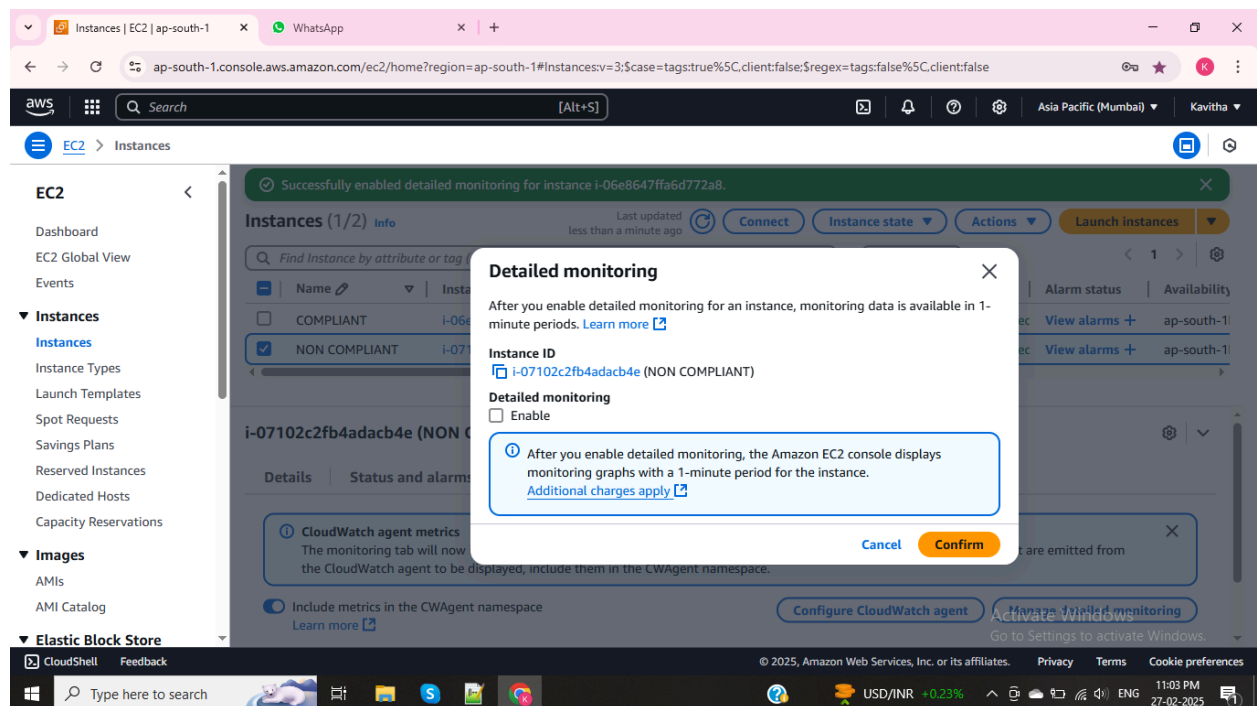 Instances | EC2 | ap-south-1
WhatsApp
ap-south-1.console.aws.amazon.com/ec2/home?region=ap-south-1#Instances:v=3;$case=tags:true%5C,client:false;$regex=tags:false%5C,client:false
K
aws
Search
[Alt+S]
Asia Pacific (Mumbai)
Kavitha
EC2 > Instances
EC2
Dashboard
EC2 Global View
Events
Instances
Instances
Instance Types
Launch Templates
Spot Requests
Savings Plans
Reserved Instances
Dedicated Hosts
Capacity Reservations
Images
AMIs
AMI Catalog
Elastic Block Store
Successfully enabled detailed monitoring for instance i-06e8647ffa6d772a8.
Instances (1/2) Info
Last updated
less than a minute ago
Connect
Instance state
Actions
Launch instances
Find Instance by attribute or tag (
1
Name
Insta
Alarm status
Availability
COMPLIANT
i-06e
ec
View alarms +
ap-south-1
NON COMPLIANT
i-071
ec
View alarms +
ap-south-1
Detailed monitoring
After you enable detailed monitoring for an instance, monitoring data is available in 1-
minute periods. Learn more
Instance ID
i-07102c2fb4adacb4e (NON COMPLIANT)
Detailed monitoring
Enable
After you enable detailed monitoring, the Amazon EC2 console displays
monitoring graphs with a 1-minute period for the instance.
Additional charges apply
Cancel
Confirm
i-07102c2fb4adacb4e (NON C
Details
Status and alarms
CloudWatch agent metrics
The monitoring tab will now
t are emitted from
the CloudWatch agent to be displayed, include them in the CWAgent namespace.
Include metrics in the CWAgent namespace
Learn more
Configure CloudWatch agent
Manage detailed monitoring
Activate Windows
Go to Settings to activate Windows.
CloudShell
Feedback
© 2025, Amazon Web Services, Inc. or its affiliates.
Privacy
Terms
Cookie preferences
Type here to search
USD/INR +0.23%
ENG
11:03 PM
27-02-2025
1